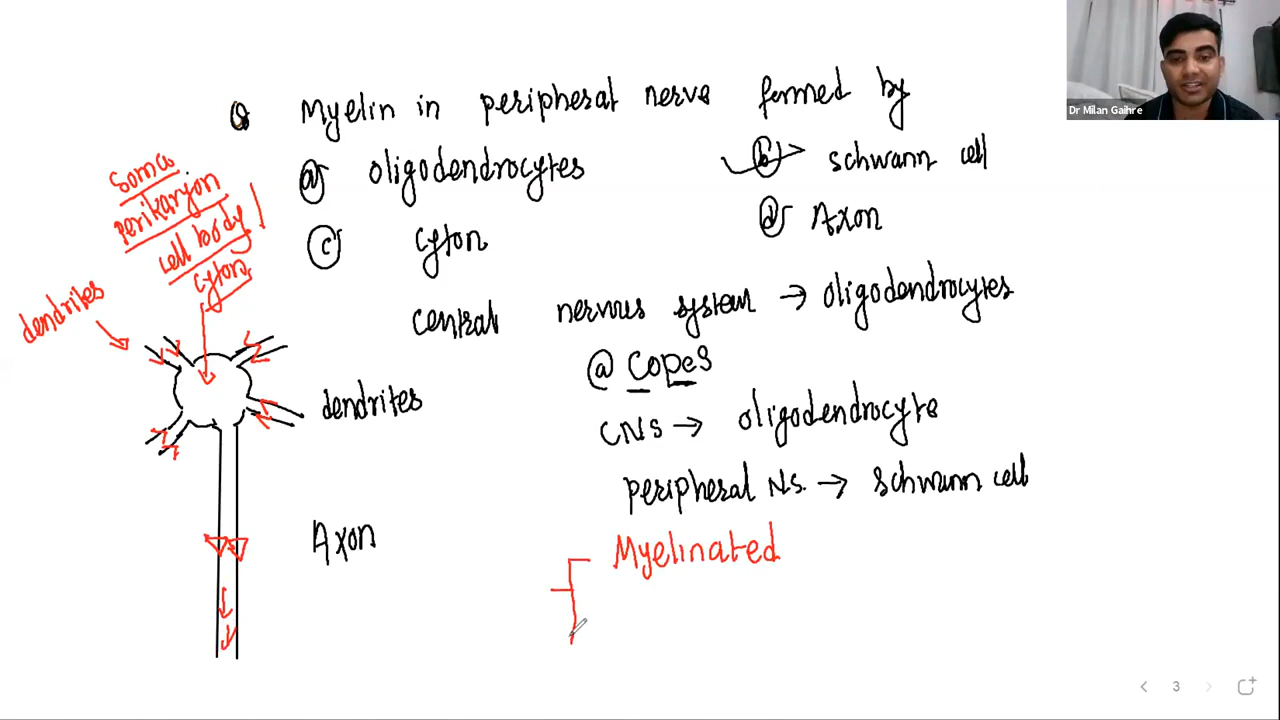 Q Myelin in peripheral nerve formed by
(a) oligodendrocytes
(b) schwann cell
(c) cyton
(d) Axon
central nervous system → oligodendrocytes
@ COPeS
CNS → oligodendrocyte
peripheral N.S. → schwann cell
Myelinated
Soma
perikaryon
cell body
cyton
dendrites
dendrites
Axon
Dr Milan Gaihre
3